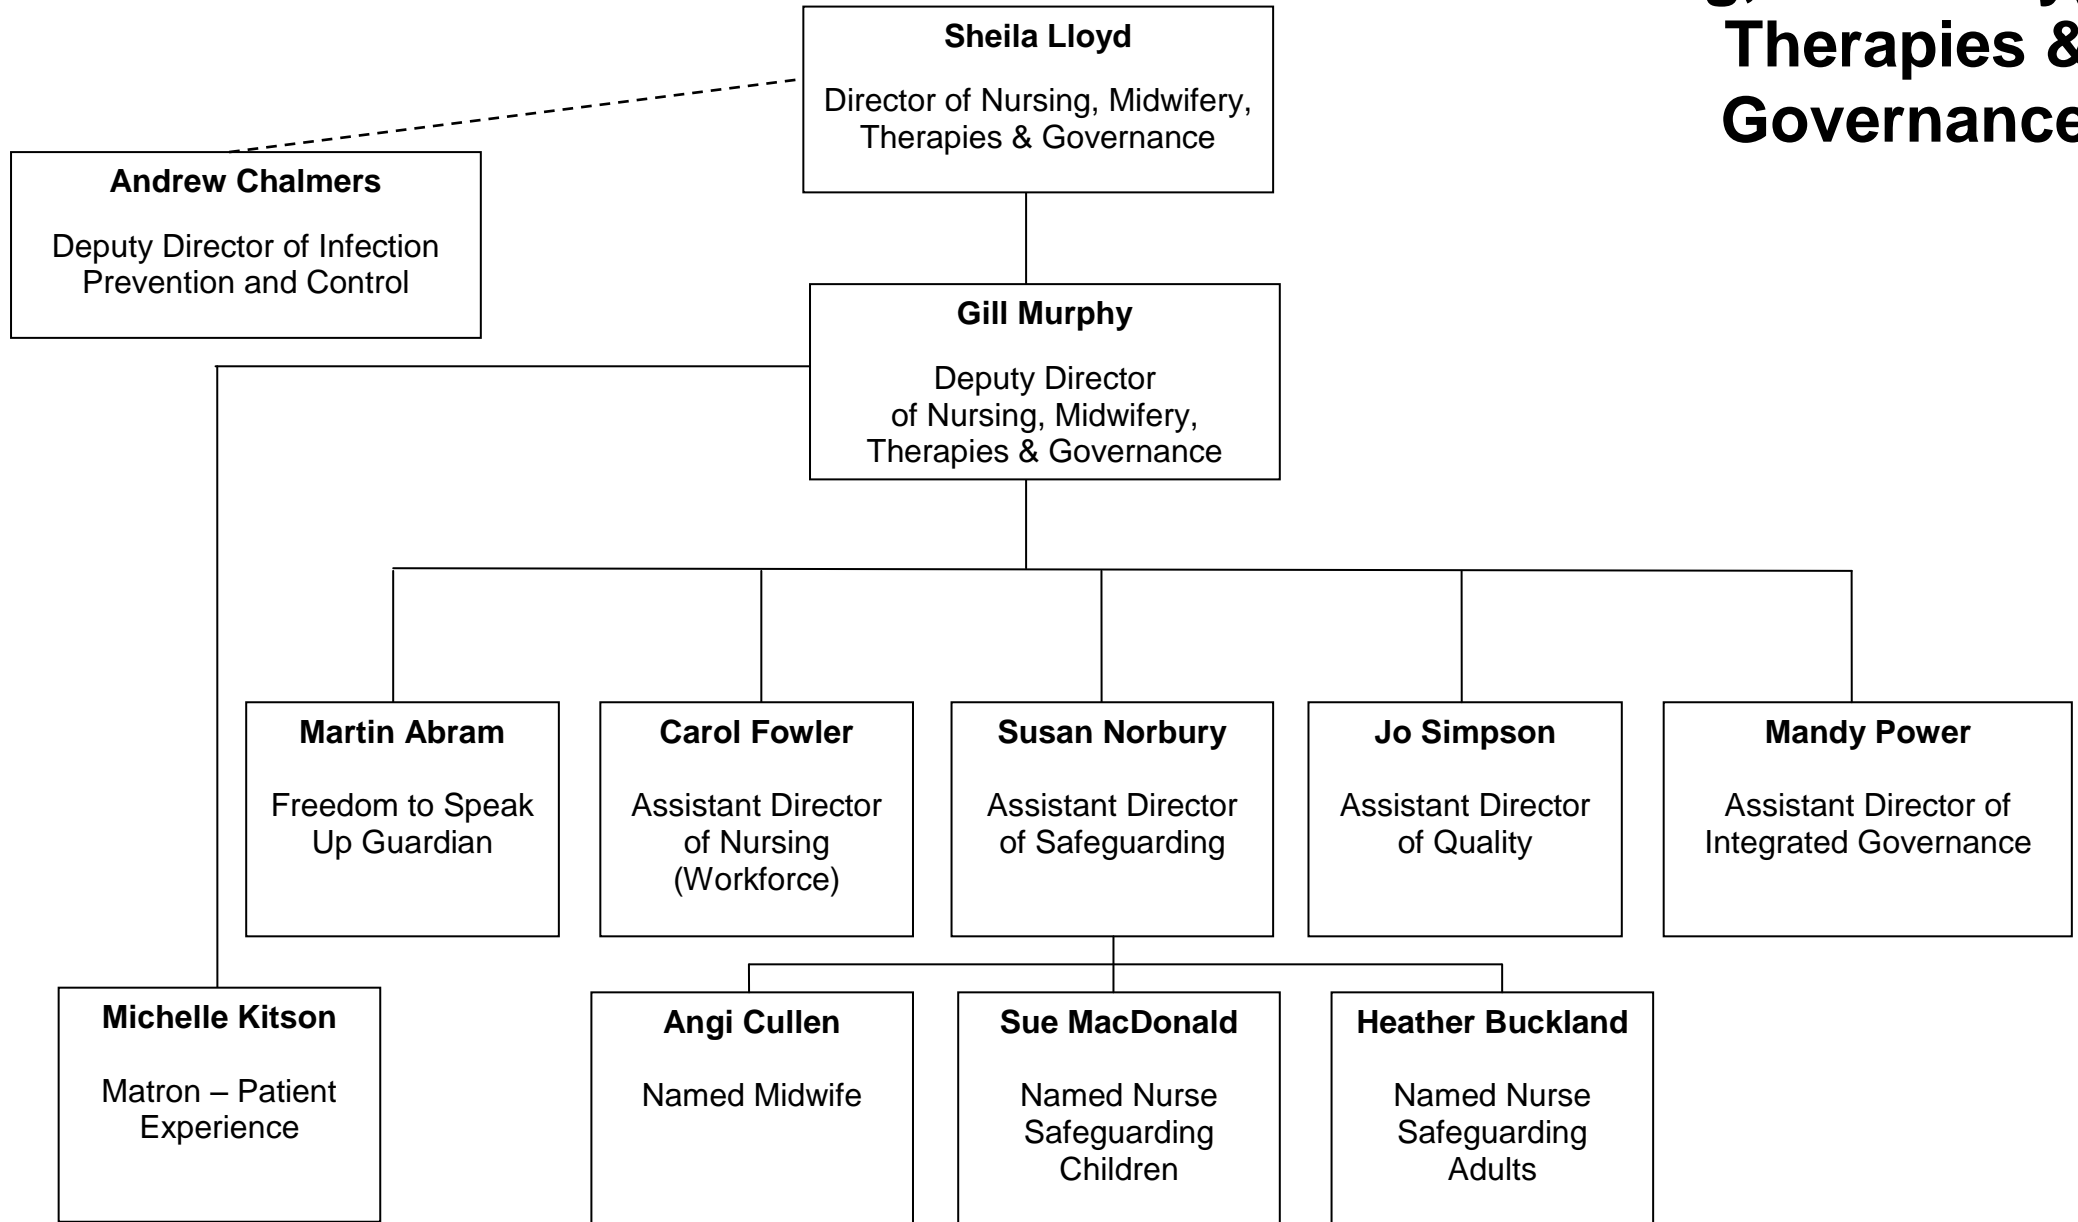 Therapies &
Governance
Sheila Lloyd
Director of Nursing, Midwifery,
Therapies & Governance
Andrew Chalmers
Deputy Director of Infection
Prevention and Control
Gill Murphy
Deputy Director
of Nursing, Midwifery,
Therapies & Governance
Martin Abram
Freedom to Speak
Up Guardian
Carol Fowler
Assistant Director
of Nursing
(Workforce)
Susan Norbury
Assistant Director
of Safeguarding
Jo Simpson
Assistant Director
of Quality
Mandy Power
Assistant Director of
Integrated Governance
Michelle Kitson
Matron – Patient
Experience
Angi Cullen
Named Midwife
Sue MacDonald
Named Nurse
Safeguarding
Children
Heather Buckland
Named Nurse
Safeguarding
Adults